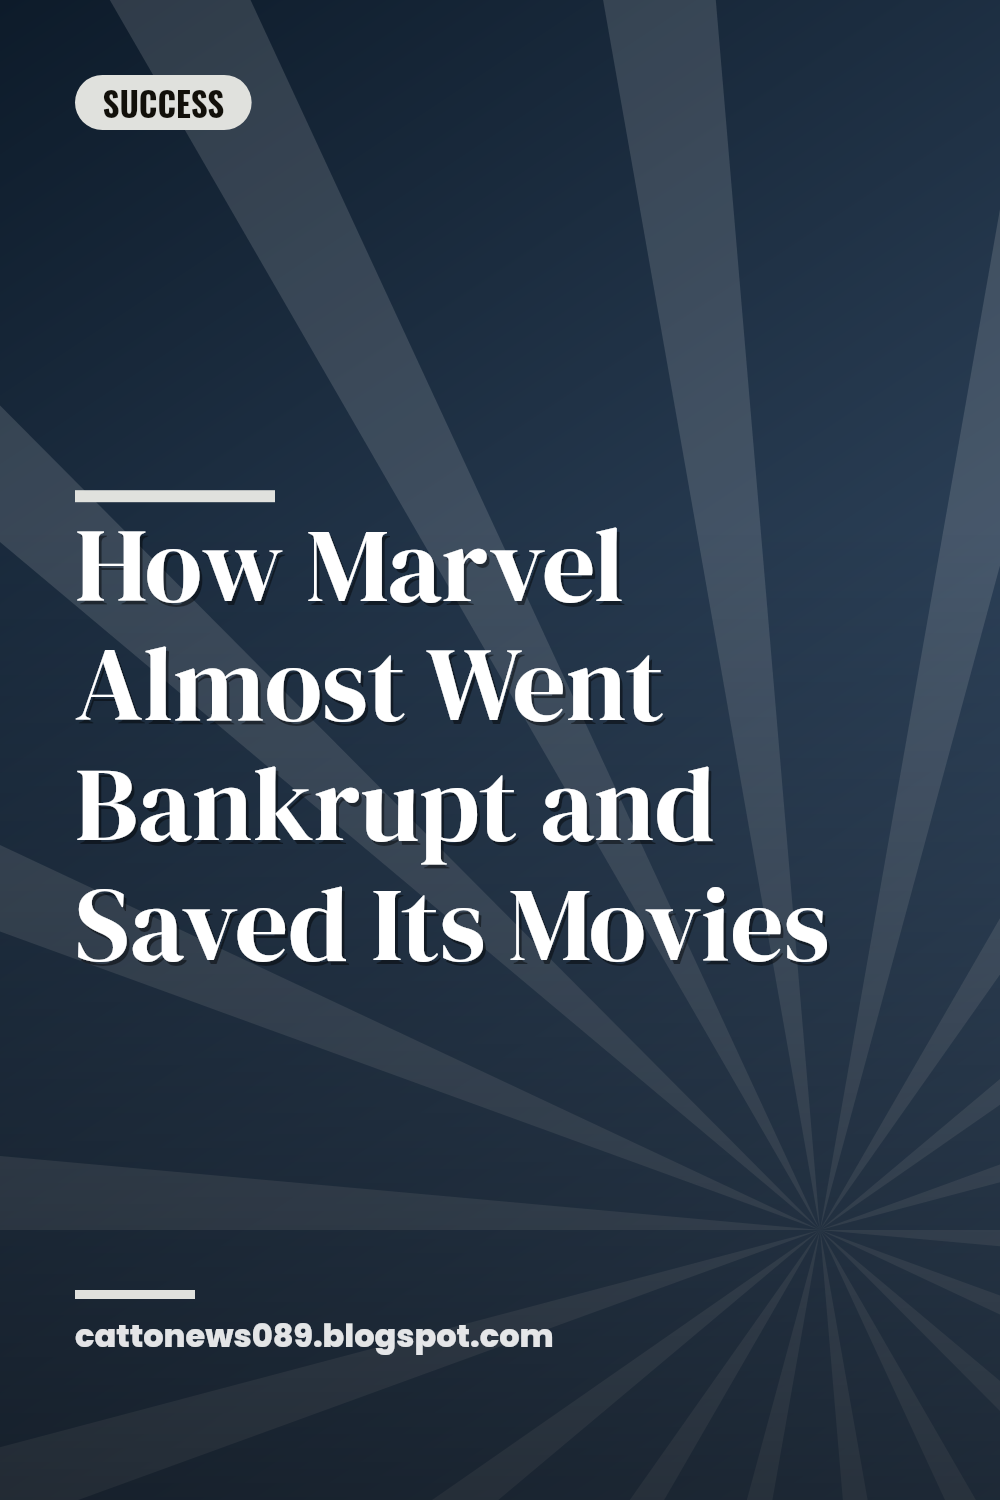 SUCCESS
How Marvel
Almost Went
Bankrupt and
Saved Its Movies
cattonews089.blogspot.com